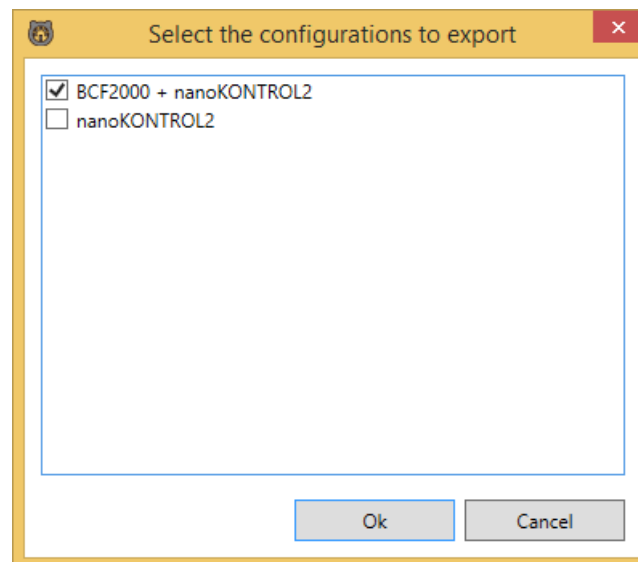 Select the configurations to export
BCF2000 + nanoKONTROL2
nanoKONTROL2
Ok
Cancel